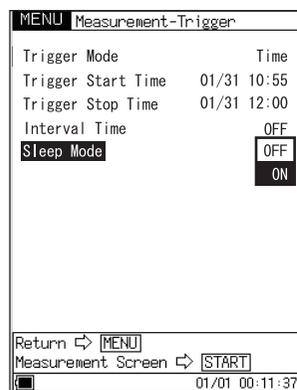 MENU Measurement-Trigger
Trigger Mode Time
Trigger Start Time 01/31 10:55
Trigger Stop Time 01/31 12:00
Interval Time OFF
Sleep Mode OFF
ON
Return ⇨ MENU
Measurement Screen ⇨ START
01/01 00:11:37